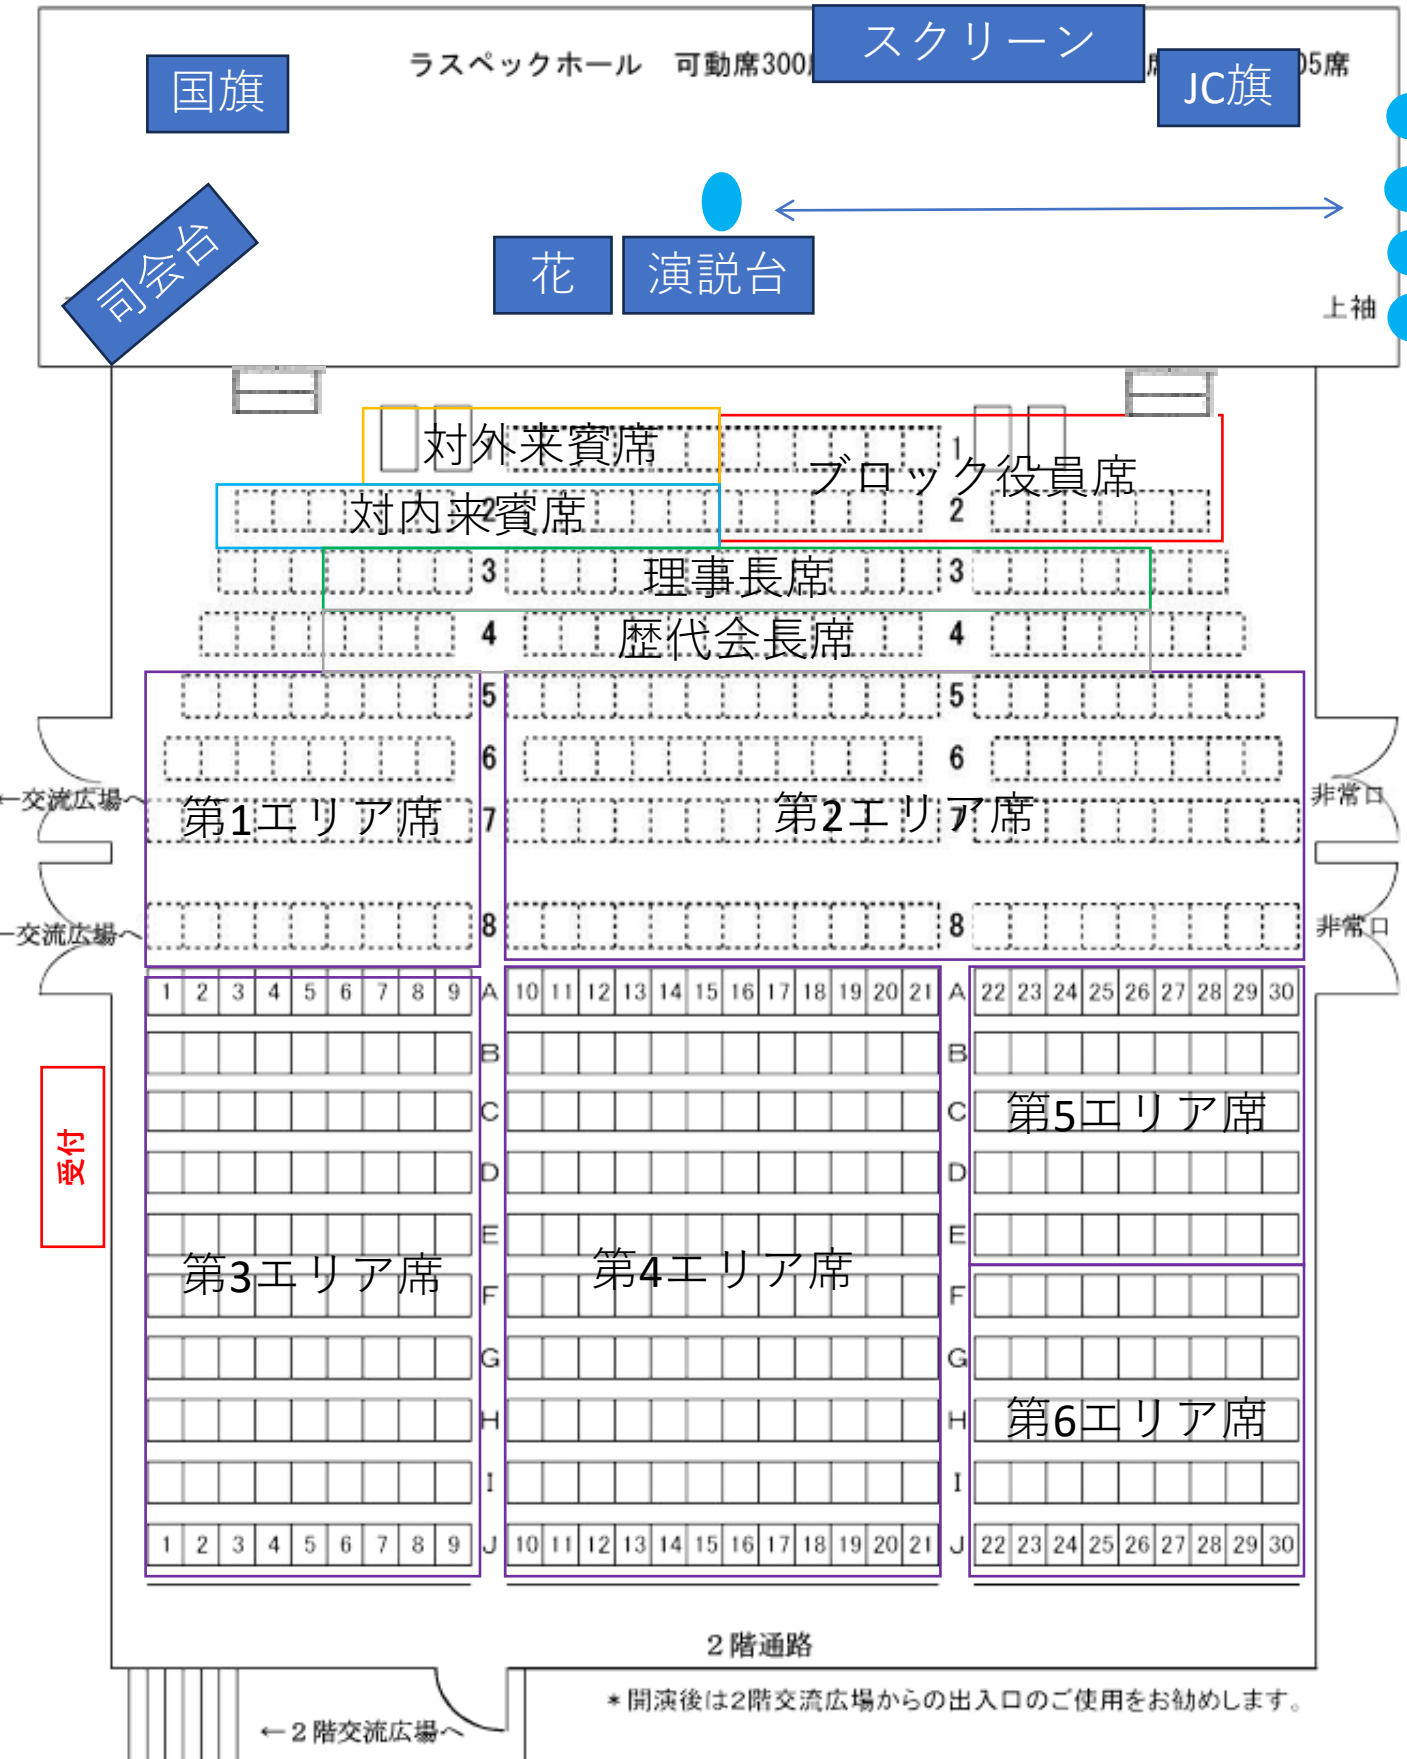 スクリーン
ラスペックホール　可動席300
05席
国旗
JC旗
司会台
花
演説台
上袖
対外来賓席
1
ブロック役員席
対内来賓席
2
2
3
理事長席
3
4
歴代会長席
4
5
5
6
6
←交流広場へ
第1エリア席
7
第2エリア席
7
非常口
←交流広場へ
8
8
非常口
1 2 3 4 5 6 7 8 9 A 10 11 12 13 14 15 16 17 18 19 20 21 A 22 23 24 25 26 27 28 29 30
B
B
C
C
第5エリア席
受付
D
D
E
E
第3エリア席
第4エリア席
F
F
G
G
H
H
第6エリア席
I
I
1 2 3 4 5 6 7 8 9 J 10 11 12 13 14 15 16 17 18 19 20 21 J 22 23 24 25 26 27 28 29 30
２階通路
＊開演後は2階交流広場からの出入口のご使用をお勧めします。
←２階交流広場へ